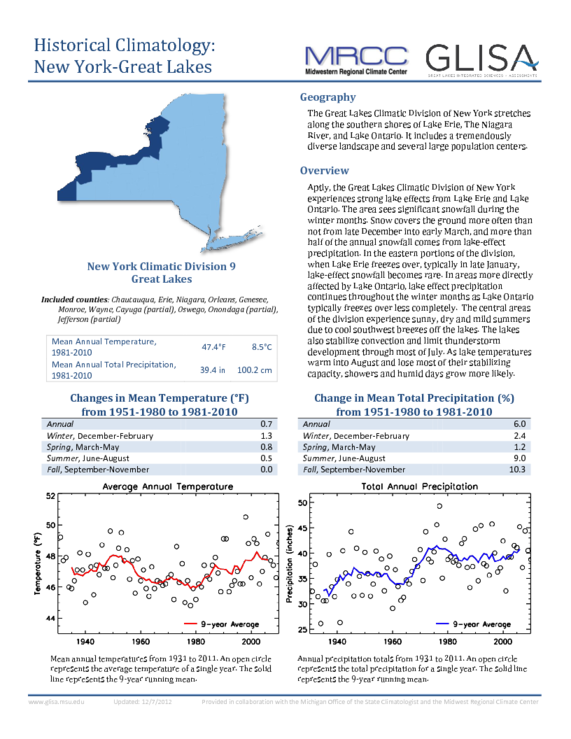 Historical Climatology:
New York-Great Lakes
MRCC
Midwestern Regional Climate Center
GLISA
GREAT LAKES INTEGRATED SCIENCES + ASSESSMENTS
New York Climatic Division 9
Great Lakes
Included counties: Chautauqua, Erie, Niagara, Orleans, Genesee,
Monroe, Wayne, Cayuga (partial), Oswego, Onondaga (partial),
Jefferson (partial)
Mean Annual Temperature,
1981-2010 47.4°F 8.5°C
Mean Annual Total Precipitation,
1981-2010 39.4 in 100.2 cm
Geography
The Great Lakes Climatic Division of New York stretches
along the southern shores of Lake Erie, The Niagara
River, and Lake Ontario. It includes a tremendously
diverse landscape and several large population centers.
Overview
Aptly, the Great Lakes Climatic Division of New York
experiences strong lake effects from Lake Erie and Lake
Ontario. The area sees significant snowfall during the
winter months. Snow covers the ground more often than
not from late December into early March, and more than
half of the annual snowfall comes from lake-effect
precipitation. In the eastern portions of the division,
when Lake Erie freezes over, typically in late January,
lake-effect snowfall becomes rare. In areas more directly
affected by Lake Ontario, lake effect precipitation
continues throughout the winter months as Lake Ontario
typically freezes over less completely. The central areas
of the division experience sunny, dry and mild summers
due to cool southwest breezes off the lakes. The lakes
also stabilize convection and limit thunderstorm
development through most of July. As lake temperatures
warm into August and lose most of their stabilizing
capacity, showers and humid days grow more likely.
Changes in Mean Temperature (°F)
from 1951-1980 to 1981-2010
Annual 0.7
Winter, December-February 1.3
Spring, March-May 0.8
Summer, June-August 0.5
Fall, September-November 0.0
Change in Mean Total Precipitation (%)
from 1951-1980 to 1981-2010
Annual 6.0
Winter, December-February 2.4
Spring, March-May 1.2
Summer, June-August 9.0
Fall, September-November 10.3
Average Annual Temperature
Temperature (°F)
52
50
48
46
44
9-year Average
1940 1960 1980 2000
Mean annual temperatures from 1931 to 2011. An open circle
represents the average temperature of a single year. The solid
line represents the 9-year running mean.
Total Annual Precipitation
Precipitation (inches)
50
45
40
35
30
25
9-year Average
1940 1960 1980 2000
Annual precipitation totals from 1931 to 2011. An open circle
represents the total precipitation for a single year. The solid line
represents the 9-year running mean.
www.glisa.msu.edu Updated: 12/7/2012 Provided in collaboration with the Michigan Office of the State Climatologist and the Midwest Regional Climate Center